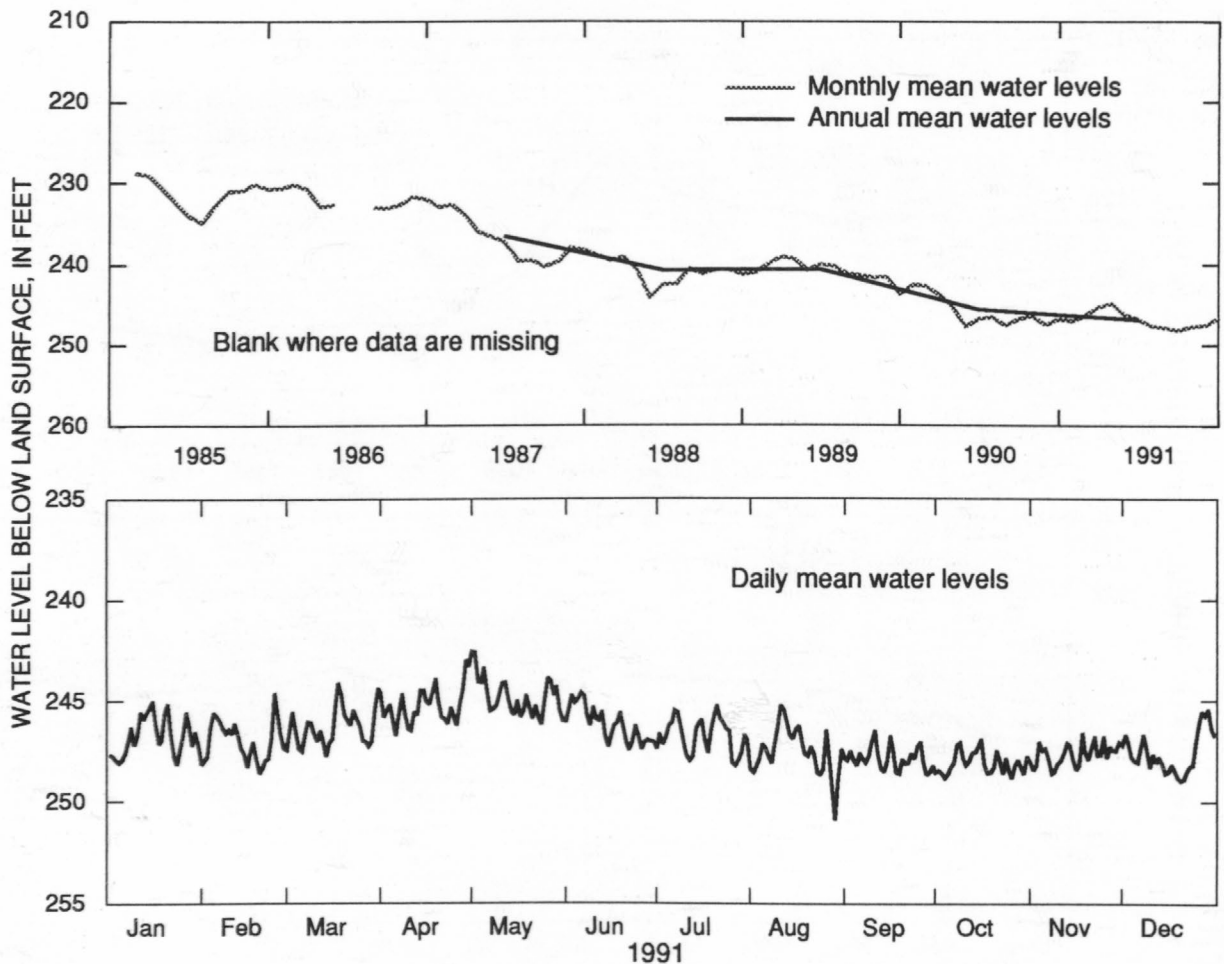 WATER LEVEL BELOW LAND SURFACE, IN FEET
210
220
230
240
250
260
Monthly mean water levels
Annual mean water levels
Blank where data are missing
1985 1986 1987 1988 1989 1990 1991
235
240
245
250
255
Daily mean water levels
Jan Feb Mar Apr May Jun Jul Aug Sep Oct Nov Dec
1991